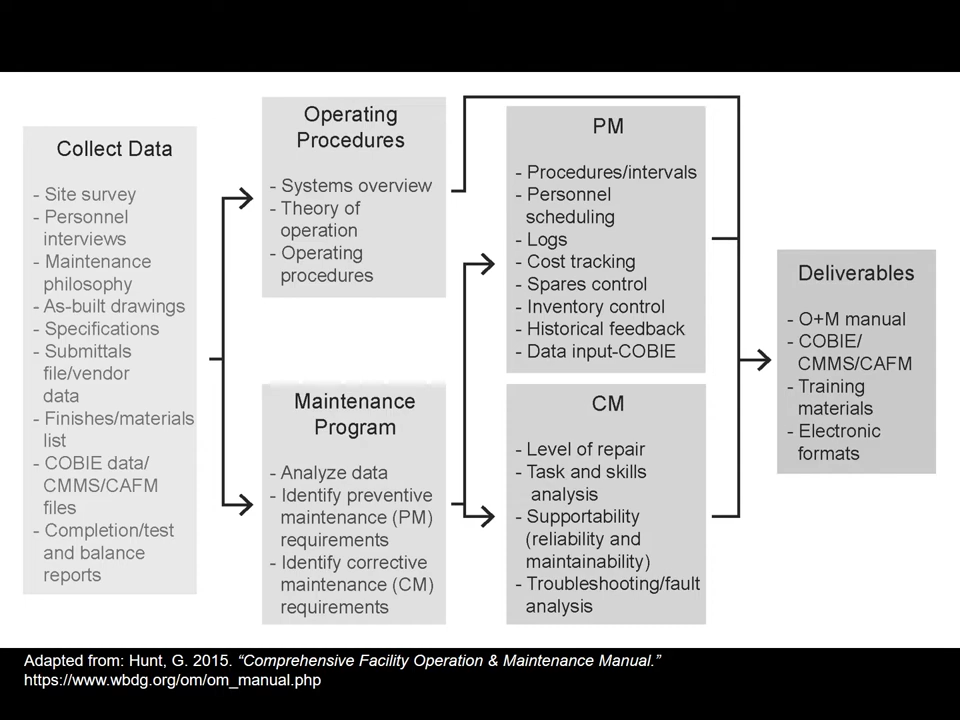 Collect Data
- Site survey
- Personnel
interviews
- Maintenance
philosophy
- As-built drawings
- Specifications
- Submittals
file/vendor
data
- Finishes/materials
list
- COBIE data/
CMMS/CAFM
files
- Completion/test
and balance
reports
Operating
Procedures
- Systems overview
- Theory of
operation
- Operating
procedures
Maintenance
Program
- Analyze data
- Identify preventive
maintenance (PM)
requirements
- Identify corrective
maintenance (CM)
requirements
PM
- Procedures/intervals
- Personnel
scheduling
- Logs
- Cost tracking
- Spares control
- Inventory control
- Historical feedback
- Data input-COBIE
CM
- Level of repair
- Task and skills
analysis
- Supportability
(reliability and
maintainability)
- Troubleshooting/fault
analysis
Deliverables
- O+M manual
- COBIE/
CMMS/CAFM
- Training
materials
- Electronic
formats
Adapted from: Hunt, G. 2015. “Comprehensive Facility Operation & Maintenance Manual.”
https://www.wbdg.org/om/om_manual.php